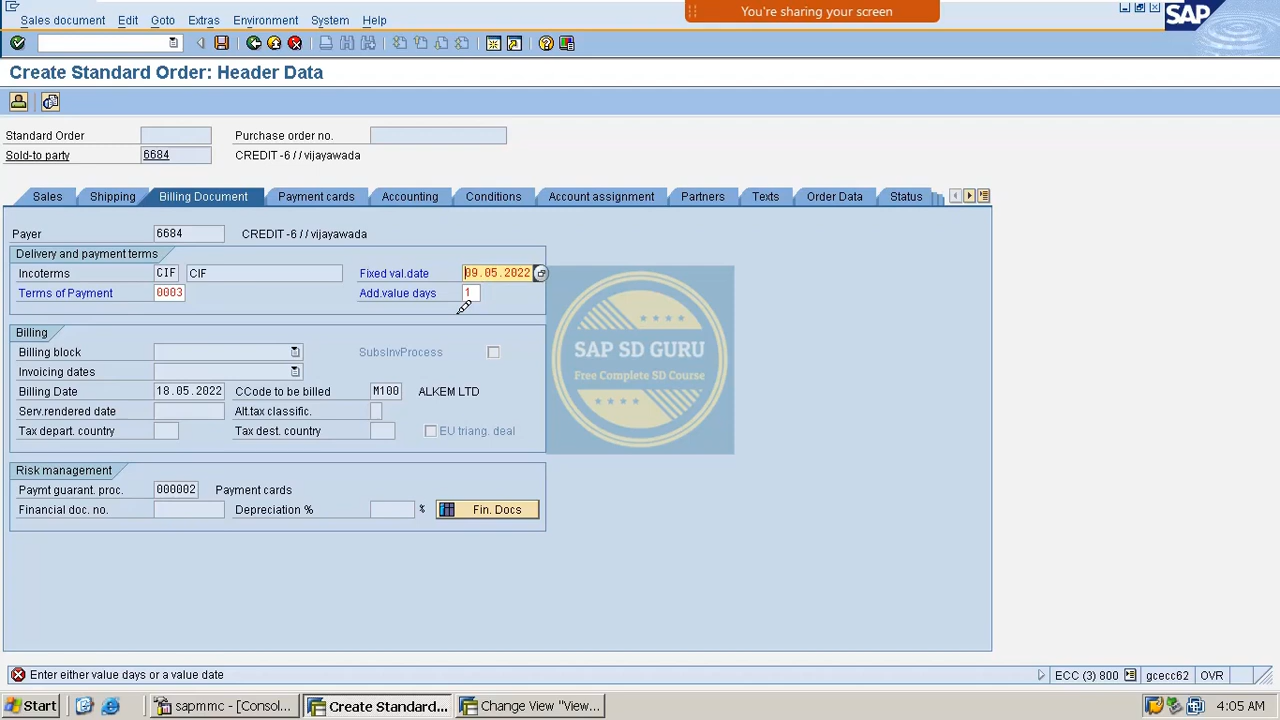 You're sharing your screen
Sales document Edit Goto Extras Environment System Help
SAP
Create Standard Order: Header Data
Standard Order Purchase order no.
Sold-to party 6684 CREDIT -6 / / vijayawada
Sales Shipping Billing Document Payment cards Accounting Conditions Account assignment Partners Texts Order Data Status
Payer 6684 CREDIT -6 / / vijayawada
Delivery and payment terms
Incoterms CIF CIF Fixed val.date 09.05.2022
Terms of Payment 0003 Add.value days 1
Billing
Billing block SubsInvProcess
Invoicing dates
Billing Date 18.05.2022 CCode to be billed M100 ALKEM LTD
Serv.rendered date Alt.tax classific.
Tax depart. country Tax dest. country EU triang. deal
Risk management
Paymt guarant. proc. 000002 Payment cards
Financial doc. no. Depreciation % % Fin. Docs
SAP SD GURU
Free Complete SD Course
Enter either value days or a value date ECC (3) 800 gcecc62 OVR
Start sapmmc - [Consol... Create Standard... Change View "View... 4:05 AM